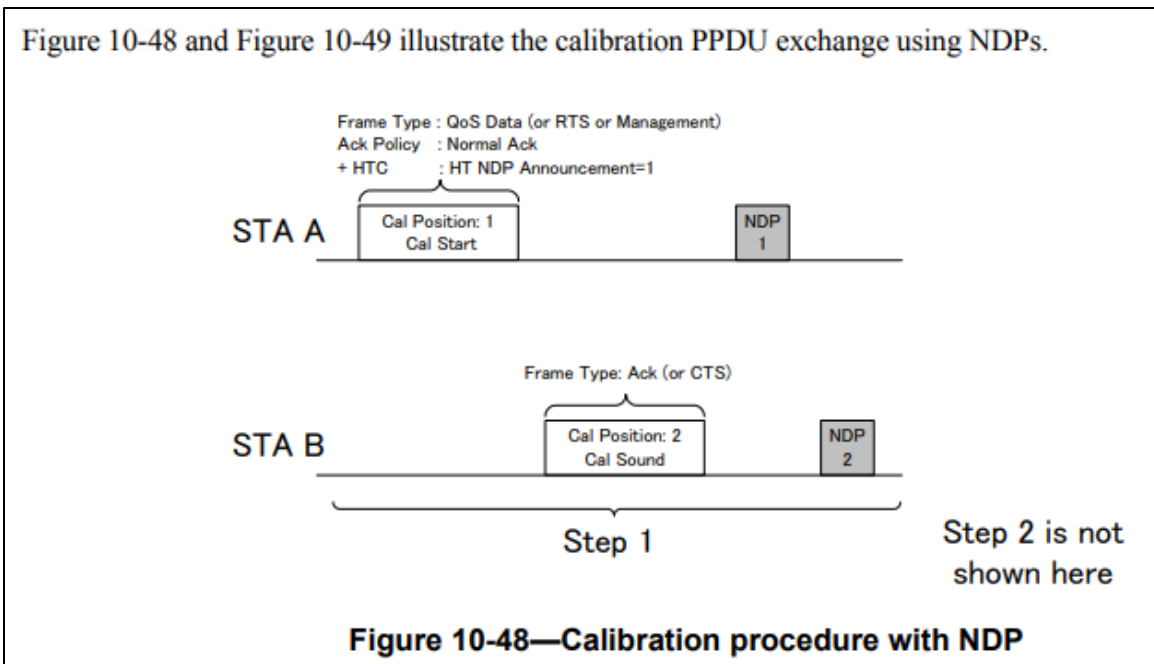 Figure 10-48 and Figure 10-49 illustrate the calibration PPDU exchange using NDPs.
Frame Type : QoS Data (or RTS or Management)
Ack Policy : Normal Ack
+ HTC : HT NDP Announcement=1
STA A
Cal Position: 1
Cal Start
NDP
1
Frame Type: Ack (or CTS)
STA B
Cal Position: 2
Cal Sound
NDP
2
Step 1
Step 2 is not
shown here
Figure 10-48—Calibration procedure with NDP